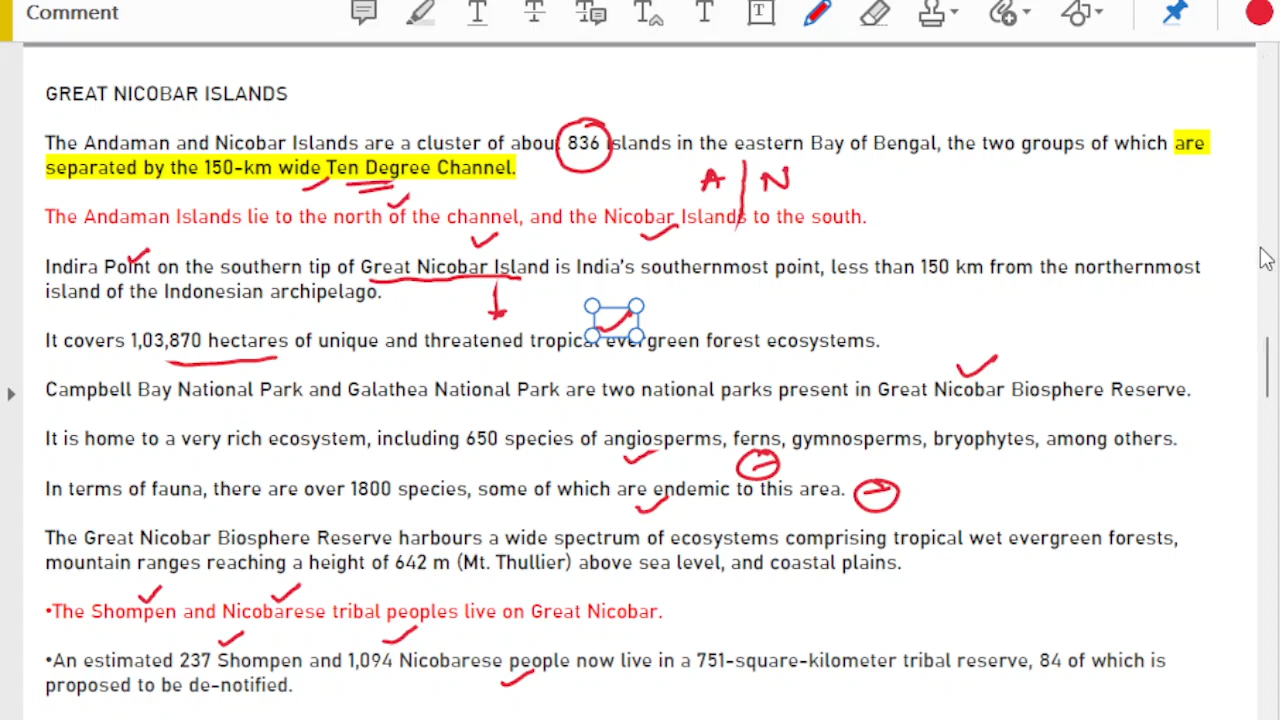 Comment
GREAT NICOBAR ISLANDS
The Andaman and Nicobar Islands are a cluster of about 836 islands in the eastern Bay of Bengal, the two groups of which are
separated by the 150-km wide Ten Degree Channel.
A | N
The Andaman Islands lie to the north of the channel, and the Nicobar Islands to the south.
Indira Point on the southern tip of Great Nicobar Island is India's southernmost point, less than 150 km from the northernmost
island of the Indonesian archipelago.
It covers 1,03,870 hectares of unique and threatened tropical evergreen forest ecosystems.
Campbell Bay National Park and Galathea National Park are two national parks present in Great Nicobar Biosphere Reserve.
It is home to a very rich ecosystem, including 650 species of angiosperms, ferns, gymnosperms, bryophytes, among others.
In terms of fauna, there are over 1800 species, some of which are endemic to this area.
The Great Nicobar Biosphere Reserve harbours a wide spectrum of ecosystems comprising tropical wet evergreen forests,
mountain ranges reaching a height of 642 m (Mt. Thullier) above sea level, and coastal plains.
•The Shompen and Nicobarese tribal peoples live on Great Nicobar.
•An estimated 237 Shompen and 1,094 Nicobarese people now live in a 751-square-kilometer tribal reserve, 84 of which is
proposed to be de-notified.